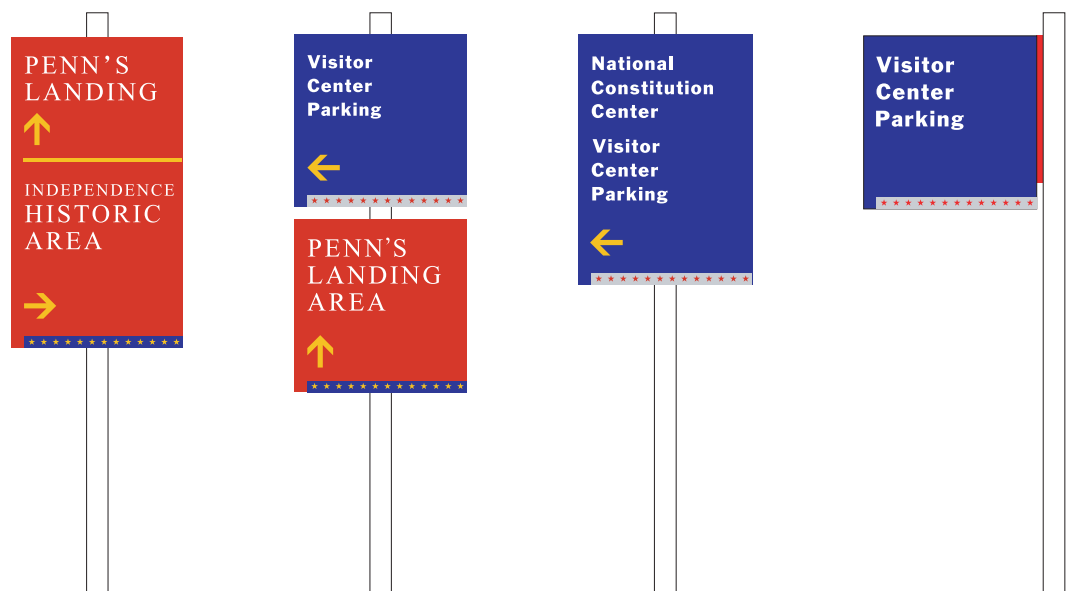 PENN'S
LANDING
INDEPENDENCE
HISTORIC
AREA
Visitor
Center
Parking
PENN'S
LANDING
AREA
National
Constitution
Center
Visitor
Center
Parking
Visitor
Center
Parking